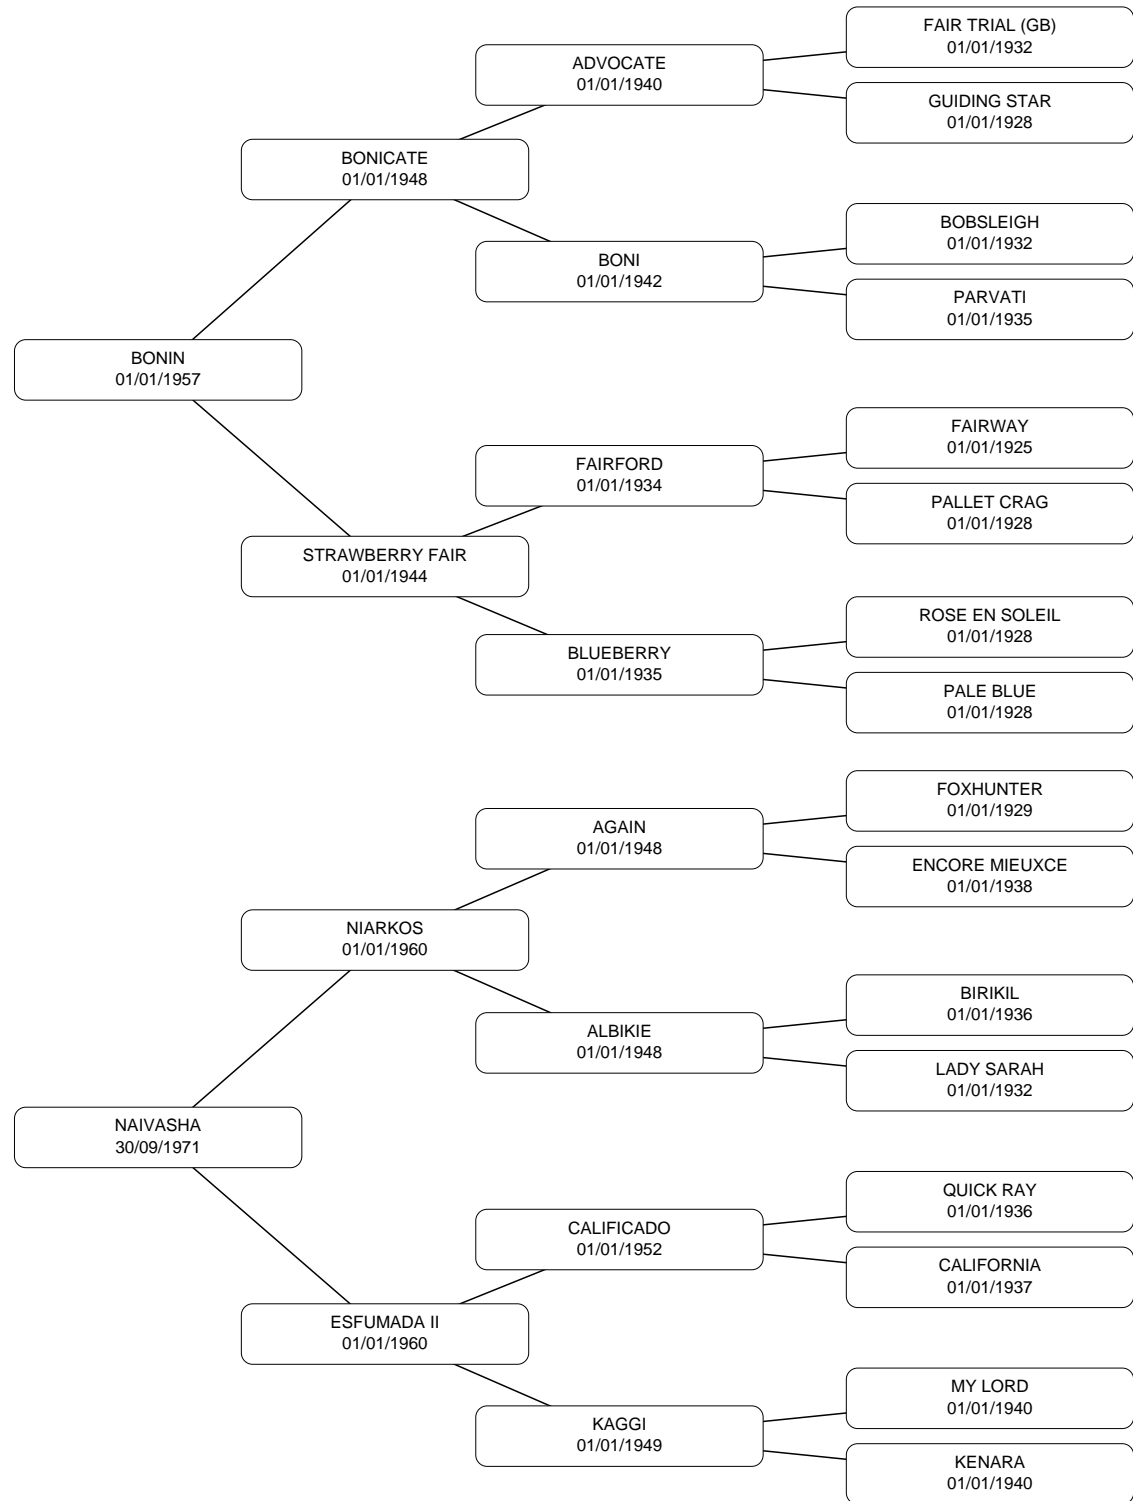 FAIR TRIAL (GB)
01/01/1932
ADVOCATE
01/01/1940
GUIDING STAR
01/01/1928
BONICATE
01/01/1948
BOBSLEIGH
01/01/1932
BONI
01/01/1942
PARVATI
01/01/1935
BONIN
01/01/1957
FAIRWAY
01/01/1925
FAIRFORD
01/01/1934
PALLET CRAG
01/01/1928
STRAWBERRY FAIR
01/01/1944
ROSE EN SOLEIL
01/01/1928
BLUEBERRY
01/01/1935
PALE BLUE
01/01/1928
FOXHUNTER
01/01/1929
AGAIN
01/01/1948
ENCORE MIEUXCE
01/01/1938
NIARKOS
01/01/1960
BIRIKIL
01/01/1936
ALBIKIE
01/01/1948
LADY SARAH
01/01/1932
NAIVASHA
30/09/1971
QUICK RAY
01/01/1936
CALIFICADO
01/01/1952
CALIFORNIA
01/01/1937
ESFUMADA II
01/01/1960
MY LORD
01/01/1940
KAGGI
01/01/1949
KENARA
01/01/1940